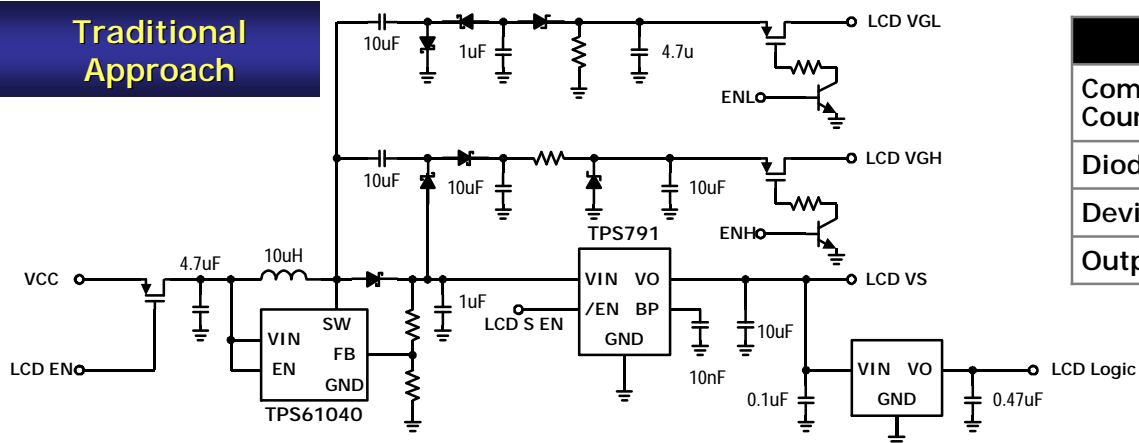 Traditional
Approach
10uF
1uF
4.7u
LCD VGL
ENL
10uF
10uF
10uF
LCD VGH
ENH
TPS791
VCC
4.7uF
10uH
1uF
VIN VO
/EN BP
GND
LCD S EN
LCD VS
10uF
10nF
LCD EN
SW
VIN
FB
EN
GND
TPS61040
0.1uF
VIN VO
GND
0.47uF
LCD Logic
Com
Cour
Diod
Devi
Outp